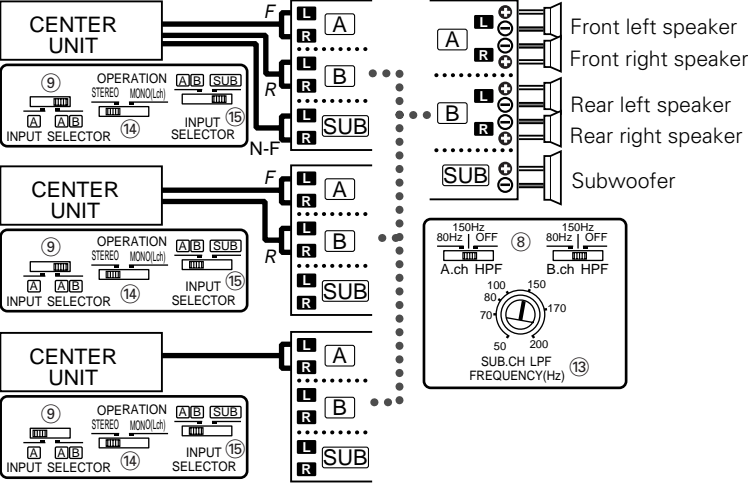 CENTER
UNIT
F
R
N-F
L
R
A
L
R
B
L
R
SUB
⑨
OPERATION
STEREO MONO(Lch)
A B SUB
A A B
INPUT SELECTOR
⑭
INPUT
SELECTOR
⑮
CENTER
UNIT
F
R
L
R
A
L
R
B
L
R
SUB
⑨
OPERATION
STEREO MONO(Lch)
A B SUB
A A B
INPUT SELECTOR
⑭
INPUT
SELECTOR
⑮
CENTER
UNIT
L
R
A
L
R
B
L
R
SUB
⑨
OPERATION
STEREO MONO(Lch)
A B SUB
A A B
INPUT SELECTOR
⑭
INPUT
SELECTOR
⑮
A
L
R
+
−
−
+
Front left speaker
Front right speaker
B
L
R
+
−
−
+
Rear left speaker
Rear right speaker
SUB
+
−
Subwoofer
150Hz
80Hz OFF
A.ch HPF
⑧
150Hz
80Hz OFF
B.ch HPF
100 150
80
70 170
50 200
SUB.CH LPF
FREQUENCY(Hz)
⑬